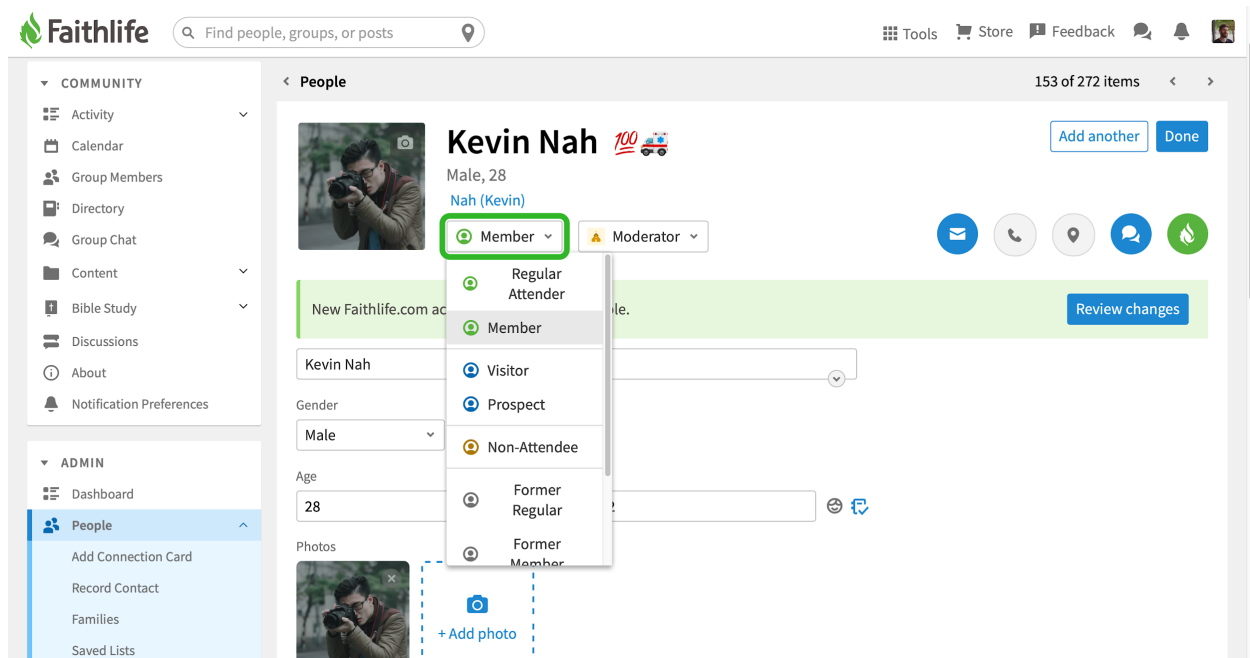 Faithlife
Find people, groups, or posts
Tools
Store
Feedback
COMMUNITY
Activity
Calendar
Group Members
Directory
Group Chat
Content
Bible Study
Discussions
About
Notification Preferences
ADMIN
Dashboard
People
Add Connection Card
Record Contact
Families
Saved Lists
People
153 of 272 items
Kevin Nah 💯🚑
Add another
Done
Male, 28
Nah (Kevin)
Member
Moderator
Regular
Attender
Member
Visitor
Prospect
Non-Attendee
Former
Regular
Former
Member
New Faithlife.com
Review changes
Kevin Nah
Gender
Male
Age
28
Photos
+ Add photo